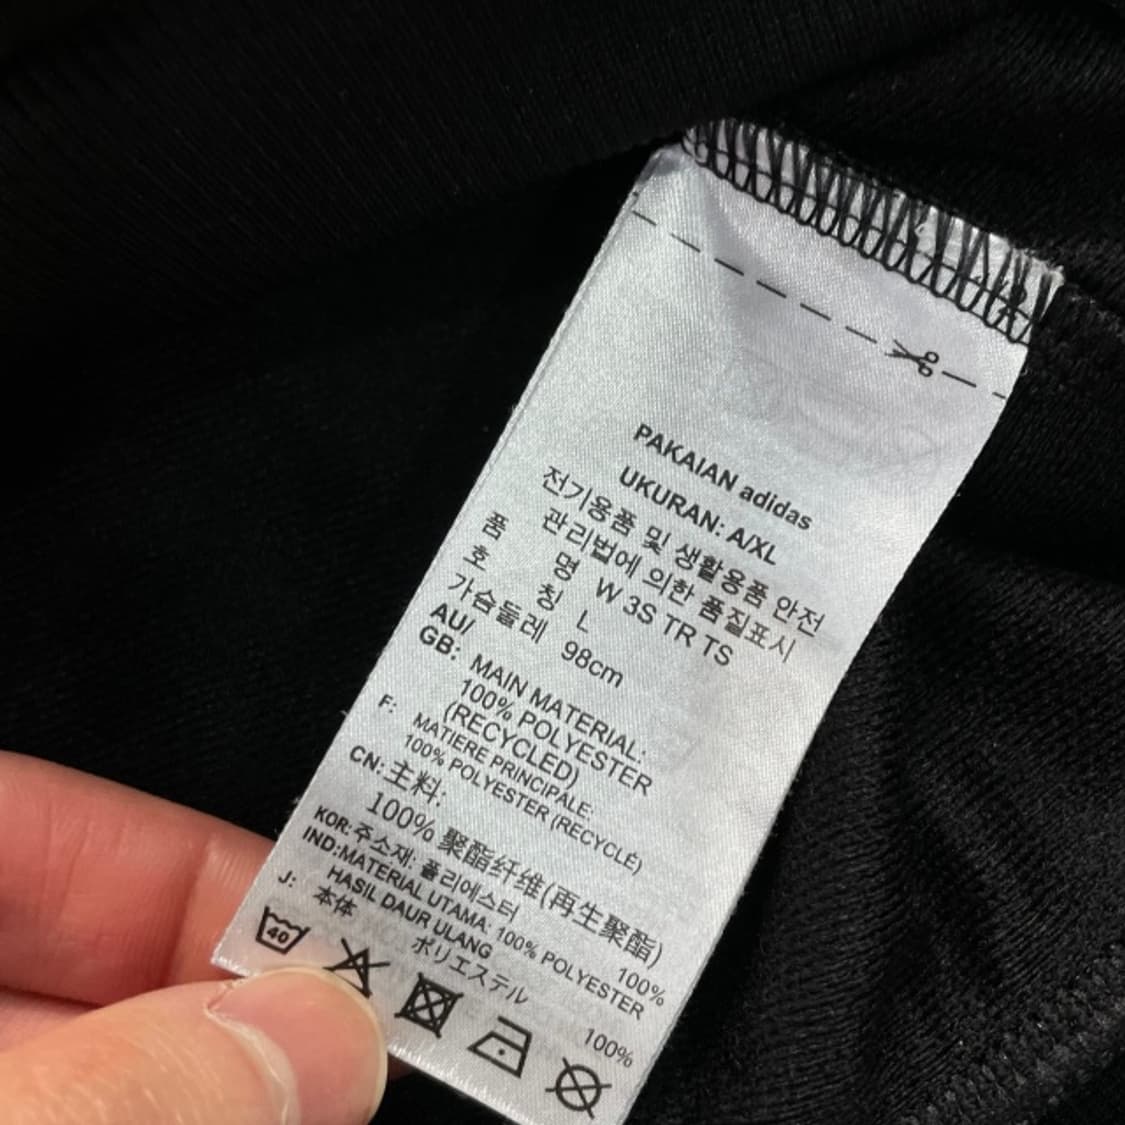 PAKAIAN adidas
UKURAN: A/XL
전기용품 및 생활용품 안전
관리법에 의한 품질표시
품 명 W 3S TR TS
호 칭 L
가슴둘레 98cm
AU/
GB: MAIN MATERIAL:
100% POLYESTER
(RECYCLED)
F: MATIERE PRINCIPALE:
100% POLYESTER (RECYCLÉ)
CN: 主料:
100% 聚酯纤维(再生聚酯)
KOR: 주소재: 폴리에스터 100%
IND:MATERIAL UTAMA: 100% POLYESTER
HASIL DAUR ULANG
J: 本体 ポリエステル 100%
40